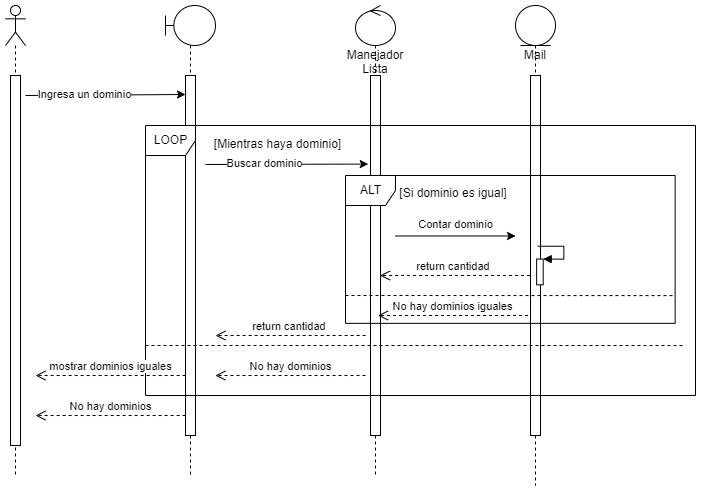 Manejador
Lista
Mail
Ingresa un dominio
LOOP
[Mientras haya dominio]
Buscar dominio
ALT
[Si dominio es igual]
Contar dominio
return cantidad
No hay dominios iguales
return cantidad
mostrar dominios iguales
No hay dominios
No hay dominios